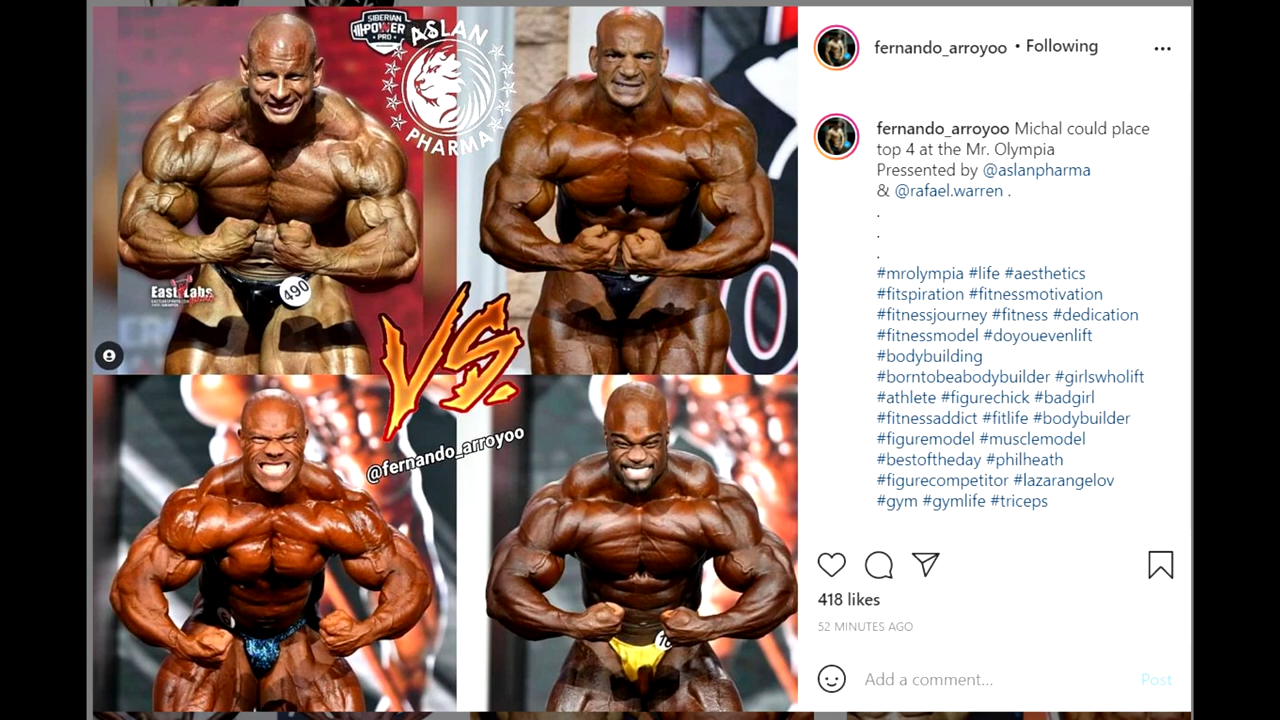 SIBERIAN
POWER
PRO
ASLAN
PHARMA
490
East Labs
VS.
@fernando_arroyoo
fernando_arroyoo • Following
fernando_arroyoo Michal could place
top 4 at the Mr. Olympia
Pressented by @aslanpharma
& @rafael.warren .
.
.
.
#mrolympia #life #aesthetics
#fitspiration #fitnessmotivation
#fitnessjourney #fitness #dedication
#fitnessmodel #doyouevenlift
#bodybuilding
#borntobeabodybuilder #girlswholift
#athlete #figurechick #badgirl
#fitnessaddict #fitlife #bodybuilder
#figuremodel #musclemodel
#bestoftheday #philheath
#figurecompetitor #lazarangelov
#gym #gymlife #triceps
418 likes
52 MINUTES AGO
Add a comment... Post